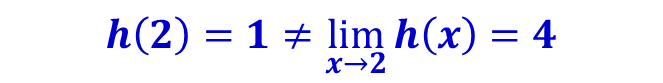 h(2) = 1 ≠ lim h(x) = 4
x→2